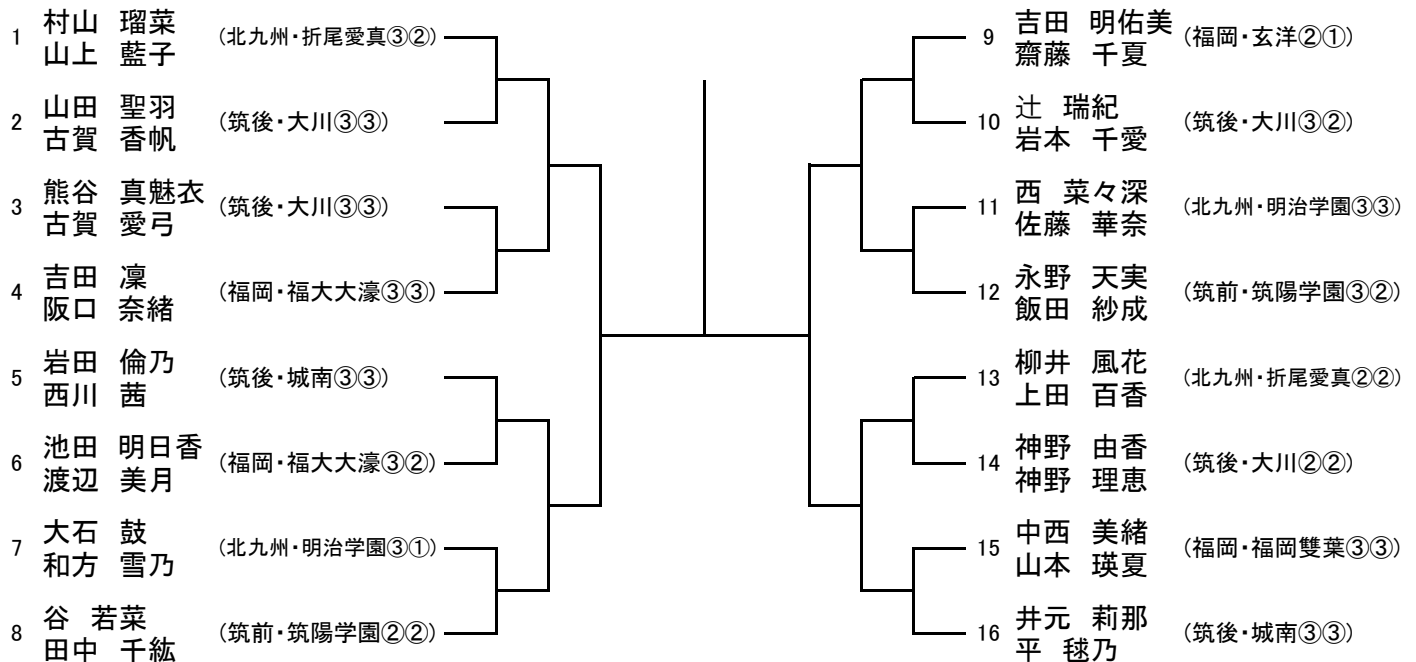 1 村山 瑠菜 (北九州・折尾愛真③②)
山上 藍子
2 山田 聖羽 (筑後・大川③③)
古賀 香帆
3 熊谷 真魅衣 (筑後・大川③③)
古賀 愛弓
4 吉田 凜 (福岡・福大大濠③③)
阪口 奈緒
5 岩田 倫乃 (筑後・城南③③)
西川 茜
6 池田 明日香 (福岡・福大大濠③②)
渡辺 美月
7 大石 鼓 (北九州・明治学園③①)
和方 雪乃
8 谷 若菜 (筑前・筑陽学園②②)
田中 千紘
9 吉田 明佑美 (福岡・玄洋②①)
齋藤 千夏
10 辻 瑞紀 (筑後・大川③②)
岩本 千愛
11 西 菜々深 (北九州・明治学園③③)
佐藤 華奈
12 永野 天実 (筑前・筑陽学園③②)
飯田 紗成
13 柳井 風花 (北九州・折尾愛真②②)
上田 百香
14 神野 由香 (筑後・大川②②)
神野 理恵
15 中西 美緒 (福岡・福岡雙葉③③)
山本 瑛夏
16 井元 莉那 (筑後・城南③③)
平 毬乃